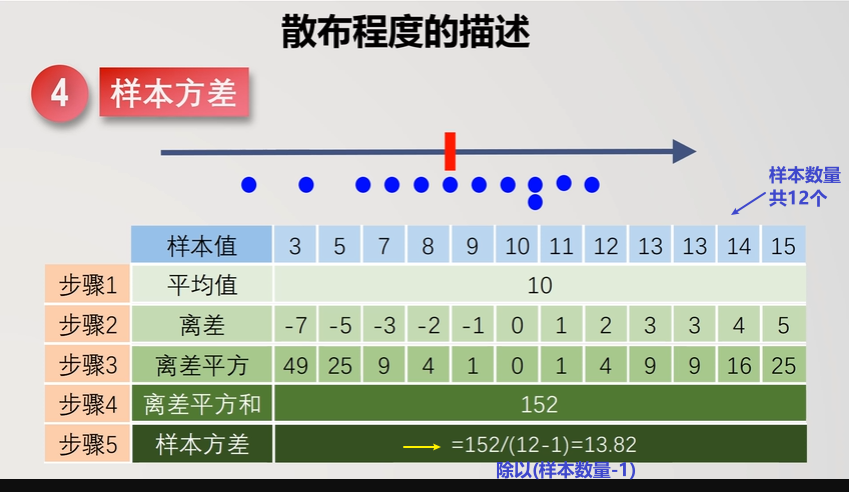 散布程度的描述
4 样本方差
样本数量
共12个
样本值 3 5 7 8 9 10 11 12 13 13 14 15
步骤1 平均值 10
步骤2 离差 -7 -5 -3 -2 -1 0 1 2 3 3 4 5
步骤3 离差平方 49 25 9 4 1 0 1 4 9 9 16 25
步骤4 离差平方和 152
步骤5 样本方差 =152/(12-1)=13.82
除以(样本数量-1)